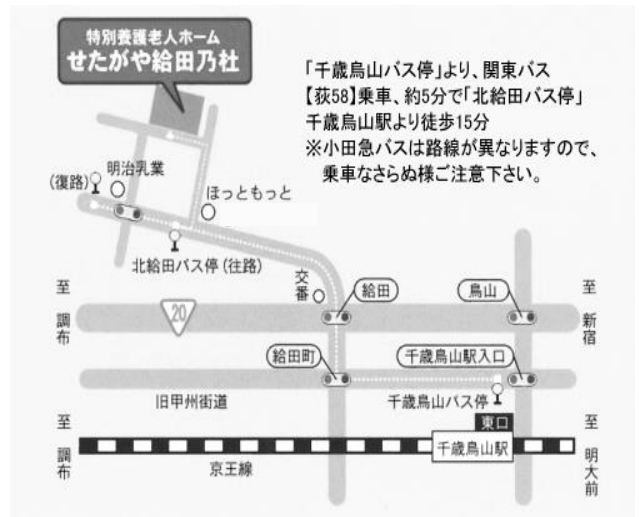 特別養護老人ホーム
せたがや給田乃社
「千歳烏山バス停」より、関東バス
【荻58】乗車、約5分で「北給田バス停」
千歳烏山駅より徒歩15分
※小田急バスは路線が異なりますので、
乗車なさらぬ様ご注意下さい。
明治乳業
(復路)
ほっともっと
北給田バス停(往路)
交番
至調布
20
給田
烏山
至新宿
給田町
千歳烏山駅入口
旧甲州街道
千歳烏山バス停
東口
至調布
千歳烏山駅
京王線
至明大前